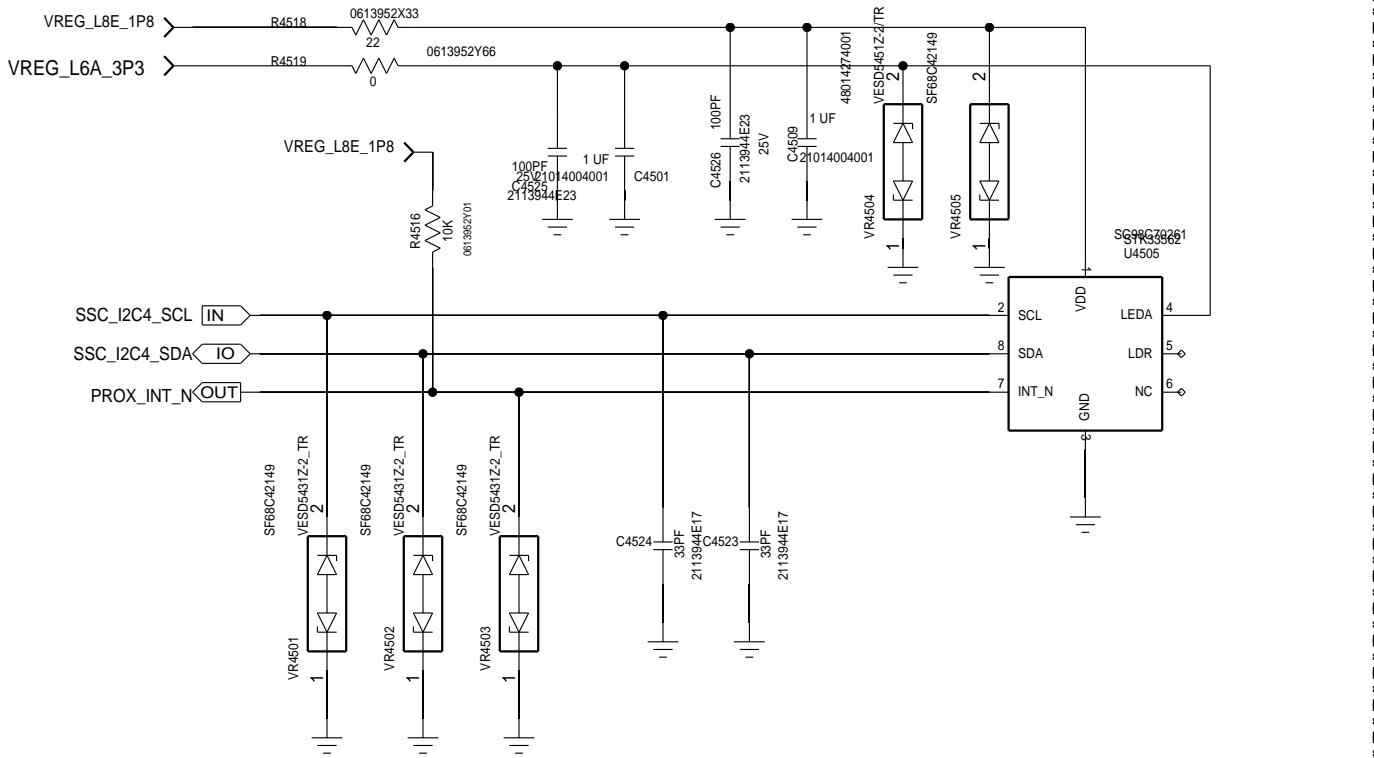 VREG_L8E_1P8
R4518
0613952X33
22
VREG_L6A_3P3
R4519
0613952Y66
0
VREG_L8E_1P8
R4516
10K
0613952Y01
100PF
25V
C4525
2113944E23
1 UF
21014004001
C4501
C4526
100PF
2113944E23
25V
C4509
1 UF
21014004001
48014274001
VESD5451Z-2/TR
SF68C42149
2
VR4504
1
2
VR4505
1
SC98C70261
STK33562
U4505
1
VDD
SSC_I2C4_SCL
IN
2
SCL
LEDA
4
SSC_I2C4_SDA
IO
8
SDA
LDR
5
PROX_INT_N
OUT
7
INT_N
NC
6
GND
3
SF68C42149
VESD5431Z-2_TR
2
VR4501
1
SF68C42149
VESD5431Z-2_TR
2
VR4502
1
SF68C42149
VESD5431Z-2_TR
2
VR4503
1
C4524
33PF
2113944E17
C4523
33PF
2113944E17